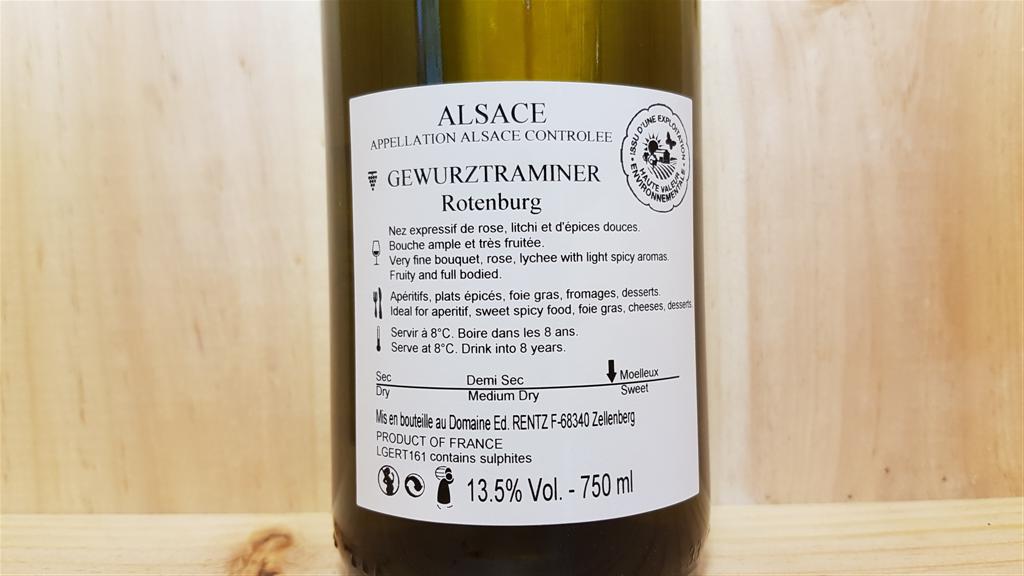 ALSACE
APPELLATION ALSACE CONTROLEE
ISSU D'UNE EXPLOITATION
HAUTE VALEUR
ENVIRONNEMENTALE
GEWURZTRAMINER
Rotenburg
Nez expressif de rose, litchi et d'épices douces.
Bouche ample et très fruitée.
Very fine bouquet, rose, lychee with light spicy aromas.
Fruity and full bodied.
Apéritifs, plats épicés, foie gras, fromages, desserts.
Ideal for aperitif, sweet spicy food, foie gras, cheeses, desserts.
Servir à 8°C. Boire dans les 8 ans.
Serve at 8°C. Drink into 8 years.
Sec Demi Sec Moelleux
Dry Medium Dry Sweet
Mis en bouteille au Domaine Ed. RENTZ F-68340 Zellenberg
PRODUCT OF FRANCE
LGERT161 contains sulphites
13.5% Vol. - 750 ml